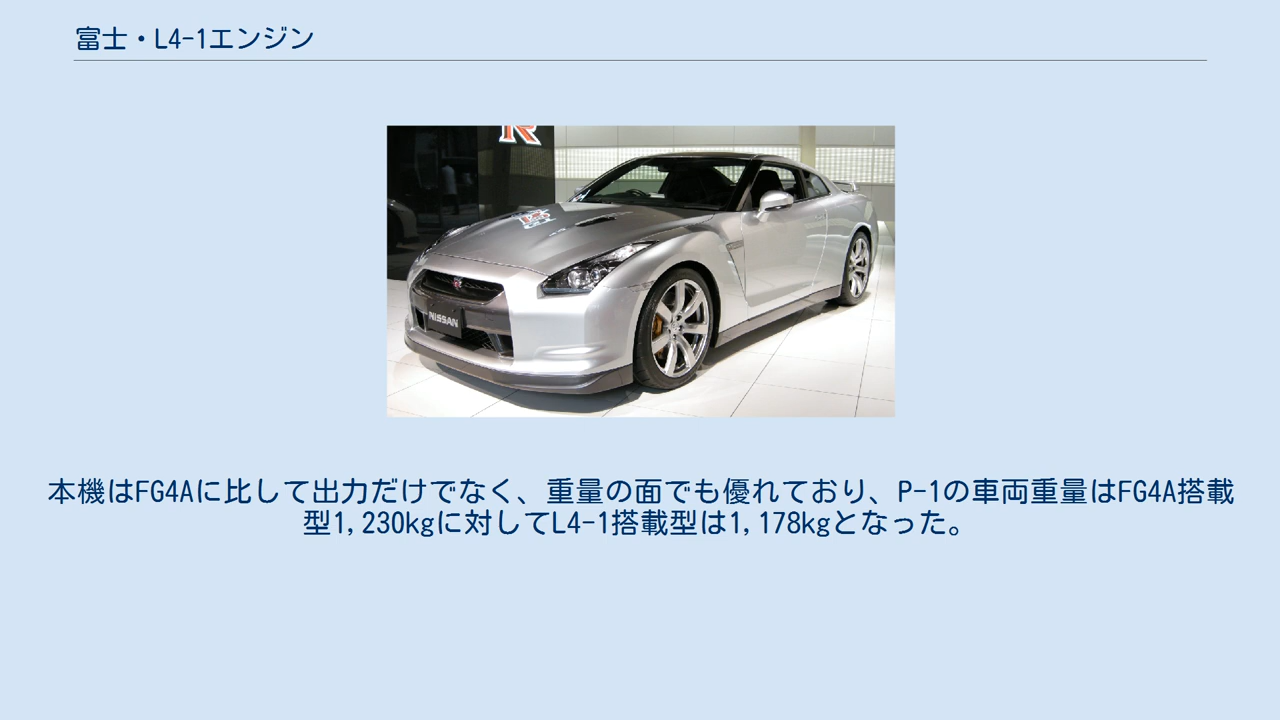 富士・L4-1エンジン
R
NISSAN
本機はFG4Aに比して出力だけでなく、重量の面でも優れており、P-1の車両重量はFG4A搭載
型1,230kgに対してL4-1搭載型は1,178kgとなった。